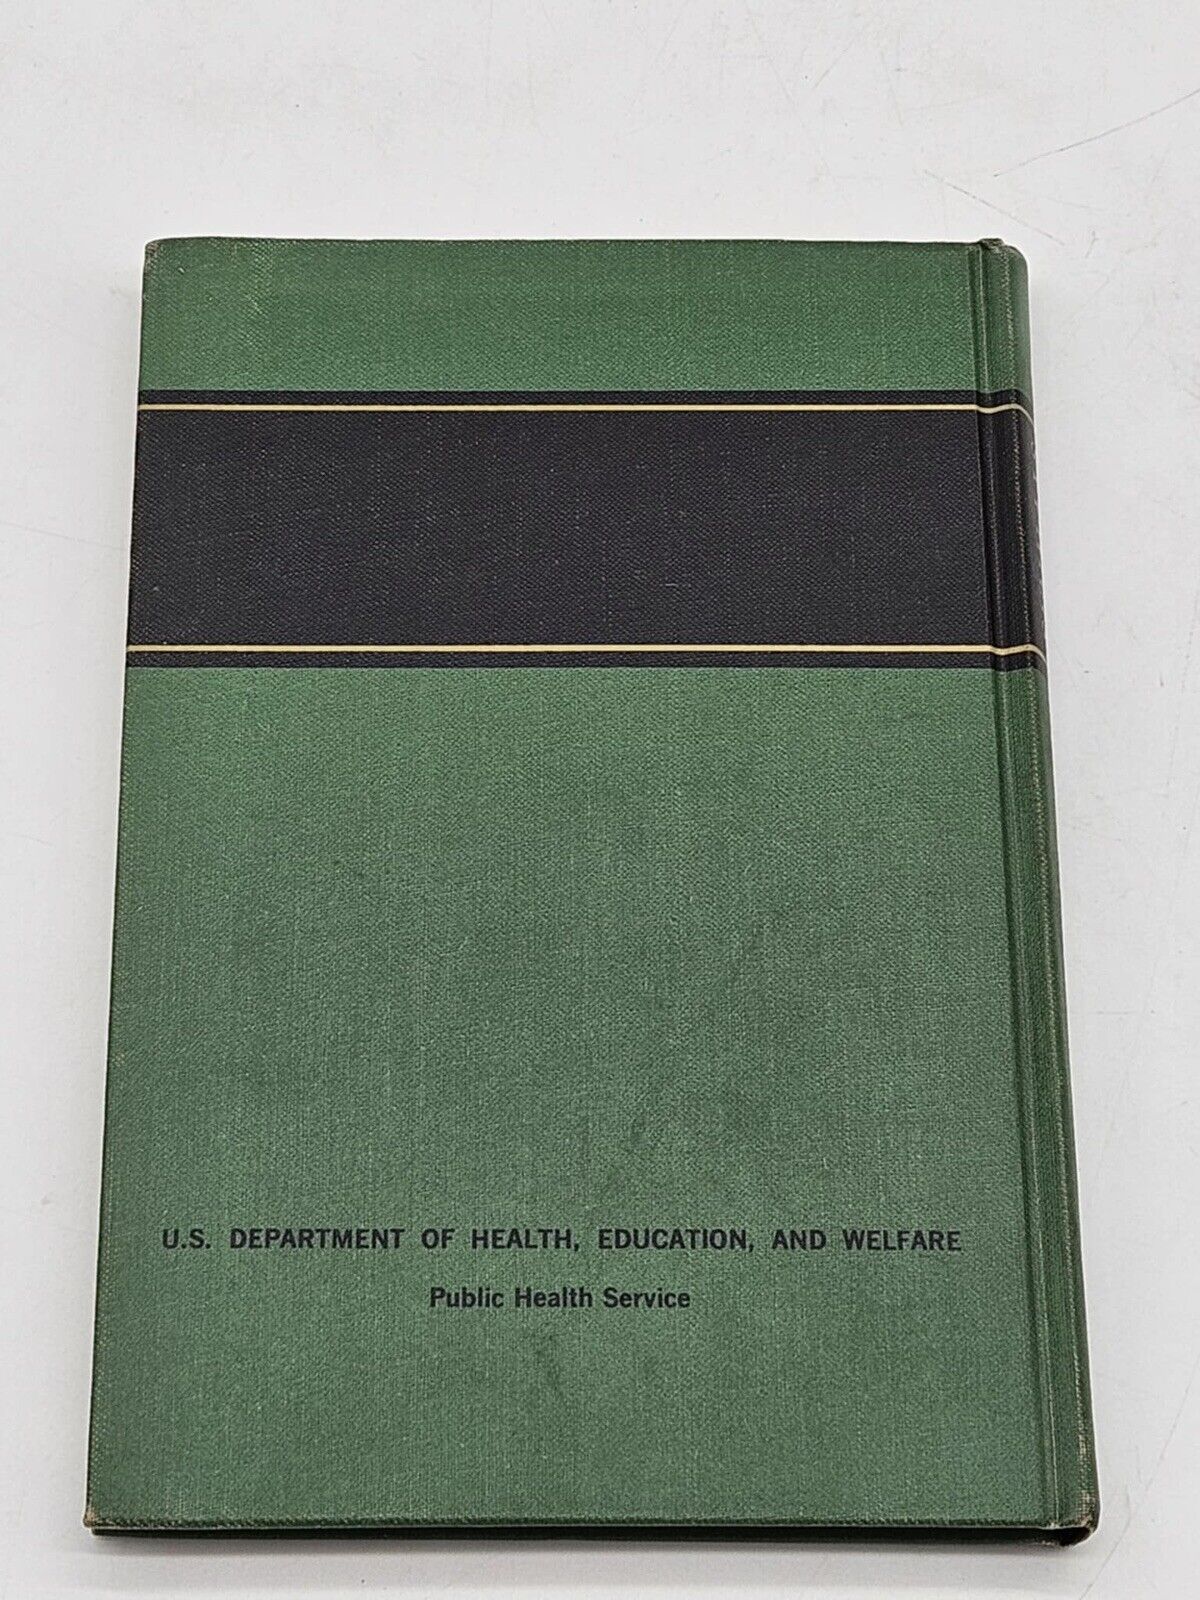 U.S. DEPARTMENT OF HEALTH, EDUCATION, AND WELFARE
Public Health Service